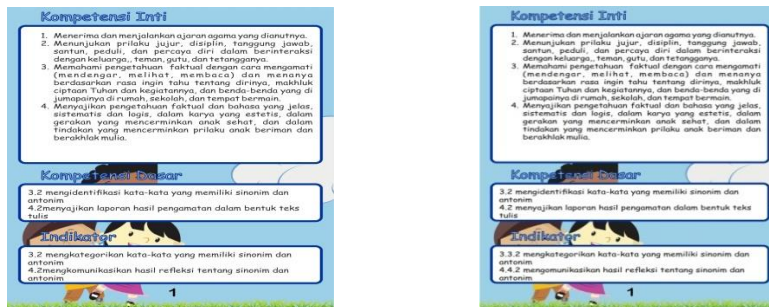 Kompetensi Inti
1. Menerima dan menjalankan ajaran agama yang dianutnya.
2. Menunjukan prilaku jujur, disiplin, tanggung jawab,
santun, peduli, dan percaya diri dalam berinteraksi
dengan keluarga,, teman, gutu, dan tetangganya.
3. Memahami pengetahuan faktual dengan cara mengamati
(mendengar, melihat, membaca) dan menanya
berdasarkan rasa ingin tahu tentang dirinya, makhluk
ciptaan Tuhan dan kegiatannya, dan benda-benda yang di
jumapainya di rumah, sekolah, dan tempat bermain.
4. Menyajikan pengetahuan faktual dan bahasa yang jelas,
sistematis dan logis, dalam karya yang estetis, dalam
gerakan yang mencerminkan anak sehat, dan dalam
tindakan yang mencerminkan prilaku anak beriman dan
berakhlak mulia.
Kompetensi Dasar
3.2 mengidentifikasi kata-kata yang memiliki sinonim dan
antonim
4.2menyajikan laporan hasil pengamatan dalam bentuk teks
tulis
Indikator
3.2 mengkategorikan kata-kata yang memiliki sinonim dan
antonim
4.2mengkomunikasikan hasil refleksi tentang sinonim dan
antonim
1
Kompetensi Inti
1. Menerima dan menjalankan ajaran agama yang dianutnya.
2. Menunjukan prilaku jujur, disiplin, tanggung jawab,
santun, peduli, dan percaya diri dalam berinteraksi
dengan keluarga,, teman, gutu, dan tetangganya.
3. Memahami pengetahuan faktual dengan cara mengamati
(mendengar, melihat, membaca) dan menanya
berdasarkan rasa ingin tahu tentang dirinya, makhluk
ciptaan Tuhan dan kegiatannya, dan benda-benda yang di
jumapainya di rumah, sekolah, dan tempat bermain.
4. Menyajikan pengetahuan faktual dan bahasa yang jelas,
sistematis dan logis, dalam karya yang estetis, dalam
gerakan yang mencerminkan anak sehat, dan dalam
tindakan yang mencerminkan prilaku anak beriman dan
berakhlak mulia.
Kompetensi Dasar
3.2 mengidentifikasi kata-kata yang memiliki sinonim dan
antonim
4.2 menyajikan laporan hasil pengamatan dalam bentuk teks
tulis
Indikator
3.3.2 mengkategorikan kata-kata yang memiliki sinonim dan
antonim
4.4.2 mengomunikasikan hasil refleksi tentang sinonim dan
antonim
1